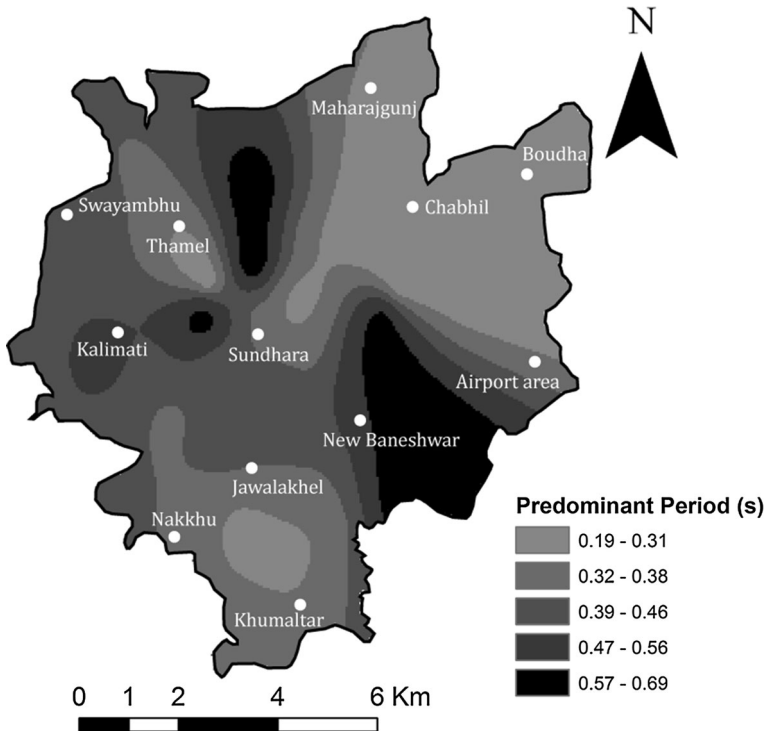 N
Maharajgunj
Boudha
Swayambhu
Chabhil
Thamel
Kalimati
Sundhara
Airport area
New Baneshwar
Jawalakhel
Nakkhu
Khumaltar
Predominant Period (s)
0.19 - 0.31
0.32 - 0.38
0.39 - 0.46
0.47 - 0.56
0.57 - 0.69
0 1 2 4 6 Km